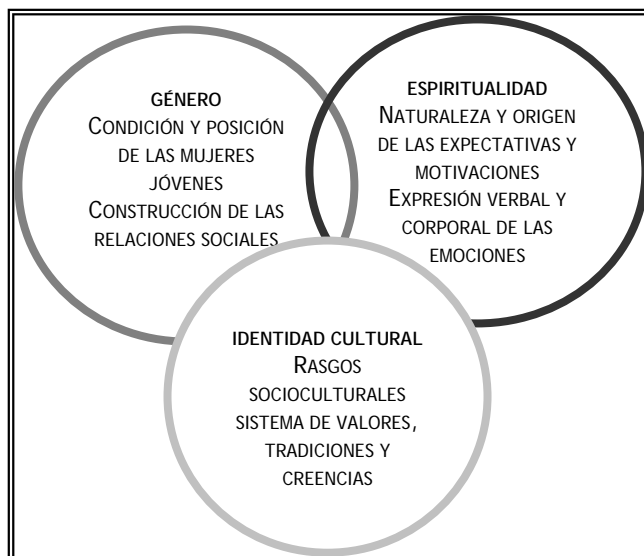 GÉNERO
CONDICIÓN Y POSICIÓN
DE LAS MUJERES
JÓVENES
CONSTRUCCIÓN DE LAS
RELACIONES SOCIALES
ESPIRITUALIDAD
NATURALEZA Y ORIGEN
DE LAS EXPECTATIVAS Y
MOTIVACIONES
EXPRESIÓN VERBAL Y
CORPORAL DE LAS
EMOCIONES
IDENTIDAD CULTURAL
RASGOS
SOCIOCULTURALES
SISTEMA DE VALORES,
TRADICIONES Y
CREENCIAS